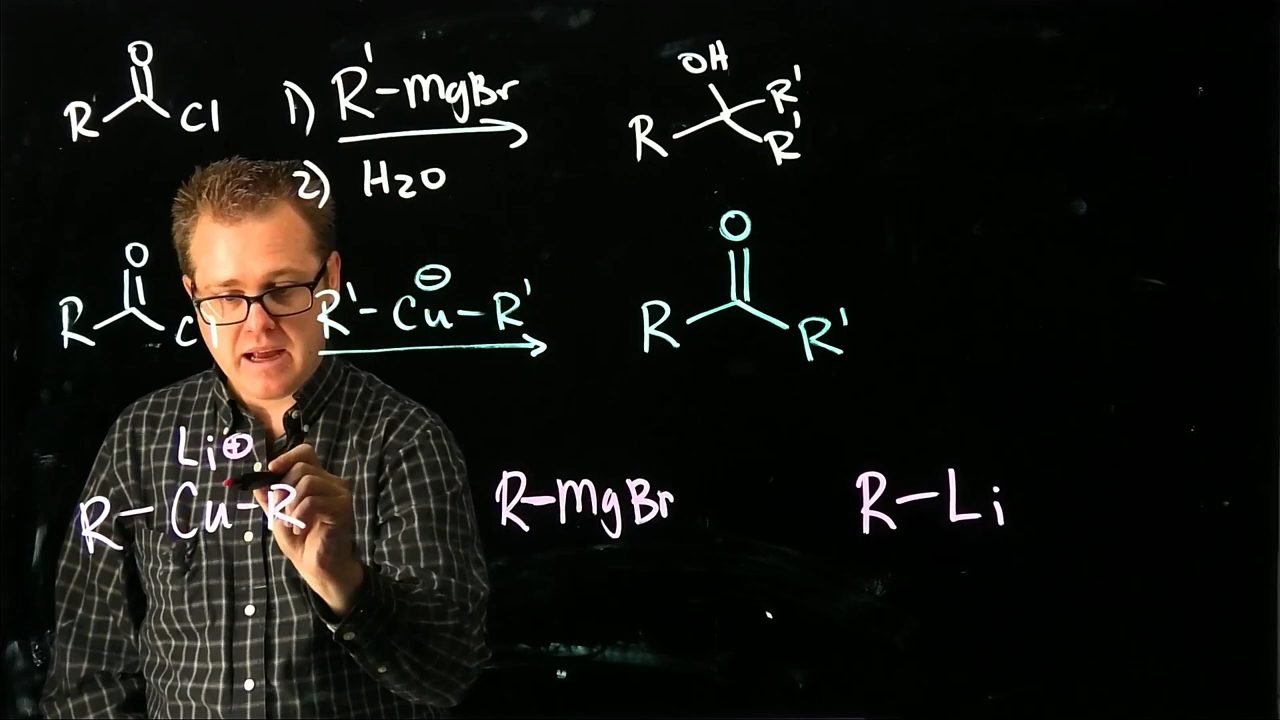 O OH
R Cl 1) R'-MgBr R R' R'
2) H2O
O ⊖ O
R Cl R'-Cu-R' R R'
Li⊕
R-Cu-R R-MgBr R-Li